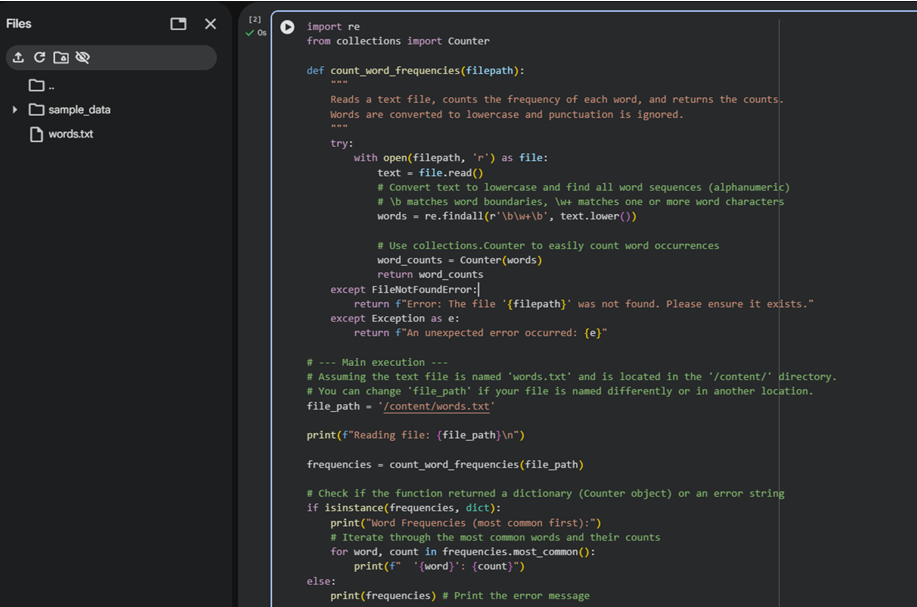 Files
..
sample_data
words.txt
[2]
0s
import re
from collections import Counter
def count_word_frequencies(filepath):
"""
Reads a text file, counts the frequency of each word, and returns the counts.
Words are converted to lowercase and punctuation is ignored.
"""
try:
with open(filepath, 'r') as file:
text = file.read()
# Convert text to lowercase and find all word sequences (alphanumeric)
# \b matches word boundaries, \w+ matches one or more word characters
words = re.findall(r'\b\w+\b', text.lower())
# Use collections.Counter to easily count word occurrences
word_counts = Counter(words)
return word_counts
except FileNotFoundError:
return f"Error: The file '{filepath}' was not found. Please ensure it exists."
except Exception as e:
return f"An unexpected error occurred: {e}"
# --- Main execution ---
# Assuming the text file is named 'words.txt' and is located in the '/content/' directory.
# You can change 'file_path' if your file is named differently or in another location.
file_path = '/content/words.txt'
print(f"Reading file: {file_path}\n")
frequencies = count_word_frequencies(file_path)
# Check if the function returned a dictionary (Counter object) or an error string
if isinstance(frequencies, dict):
print("Word Frequencies (most common first):")
# Iterate through the most common words and their counts
for word, count in frequencies.most_common():
print(f"  '{word}': {count}")
else:
print(frequencies) # Print the error message